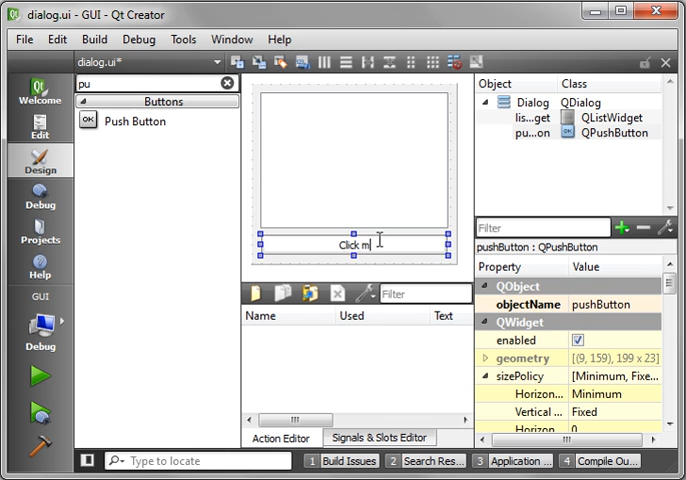 dialog.ui - GUI - Qt Creator
File Edit Build Debug Tools Window Help
dialog.ui*
Welcome
Edit
Design
Debug
Projects
Help
GUI
Debug
pu
Buttons
OK Push Button
Click m
Filter
Name Used Text
Action Editor Signals & Slots Editor
Object Class
Dialog QDialog
lis...get QListWidget
pu...on QPushButton
Filter
pushButton : QPushButton
Property Value
QObject
objectName pushButton
QWidget
enabled
geometry [(9, 159), 199 x 23]
sizePolicy [Minimum, Fixe...
Horizon... Minimum
Vertical ... Fixed
Horizon... 0
Type to locate
1 Build Issues 2 Search Res... 3 Application ... 4 Compile Ou...